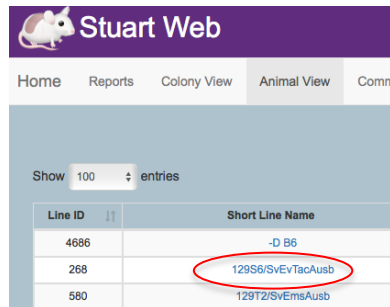 Stuart Web
Home Reports Colony View Animal View Comm
Show 100 entries
Line ID Short Line Name
4686 -D B6
268 129S6/SvEvTacAusb
580 129T2/SvEmsAusb